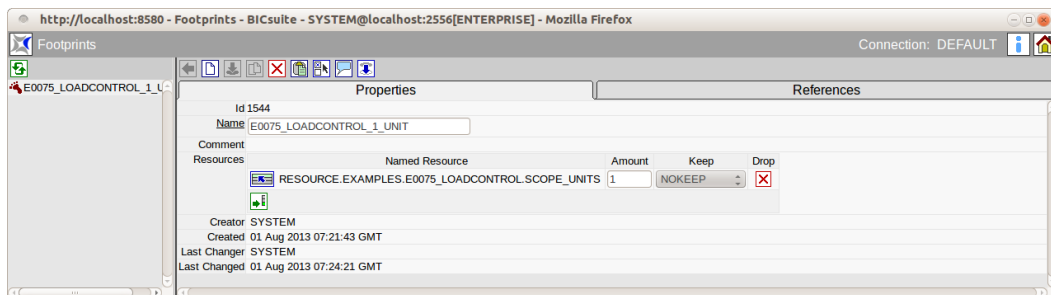 http://localhost:8580 - Footprints - BICsuite - SYSTEM@localhost:2556[ENTERPRISE] - Mozilla Firefox
Footprints Connection: DEFAULT
E0075_LOADCONTROL_1_U
Properties References
Id 1544
Name E0075_LOADCONTROL_1_UNIT
Comment
Resources Named Resource Amount Keep Drop
RESOURCE.EXAMPLES.E0075_LOADCONTROL.SCOPE_UNITS 1 NOKEEP
Creator SYSTEM
Created 01 Aug 2013 07:21:43 GMT
Last Changer SYSTEM
Last Changed 01 Aug 2013 07:24:21 GMT